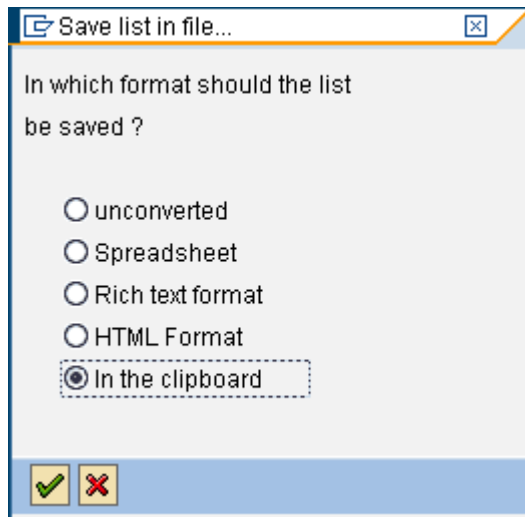 Save list in file...
In which format should the list
be saved ?
unconverted
Spreadsheet
Rich text format
HTML Format
In the clipboard